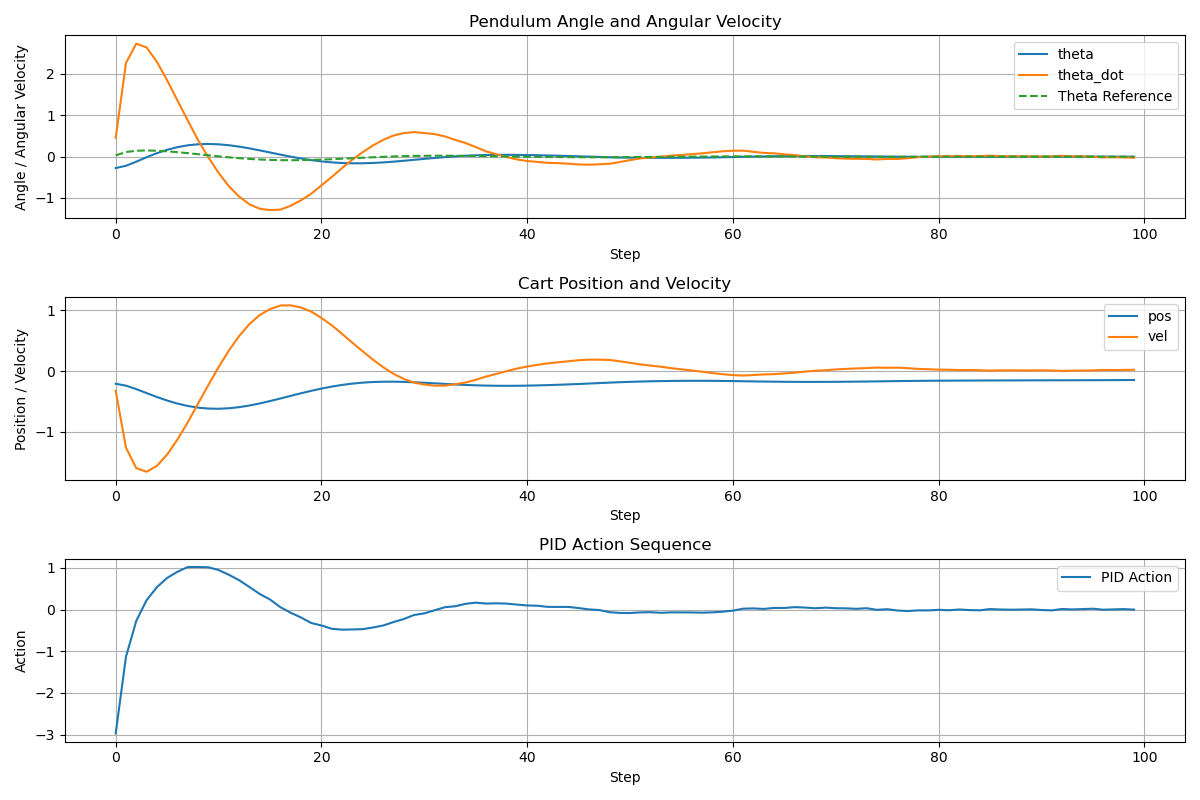 Pendulum Angle and Angular Velocity
Angle / Angular Velocity
2
1
0
−1
theta
theta_dot
Theta Reference
0 20 40 60 80 100
Step
Cart Position and Velocity
Position / Velocity
1
0
−1
pos
vel
0 20 40 60 80 100
Step
PID Action Sequence
Action
1
0
−1
−2
−3
PID Action
0 20 40 60 80 100
Step